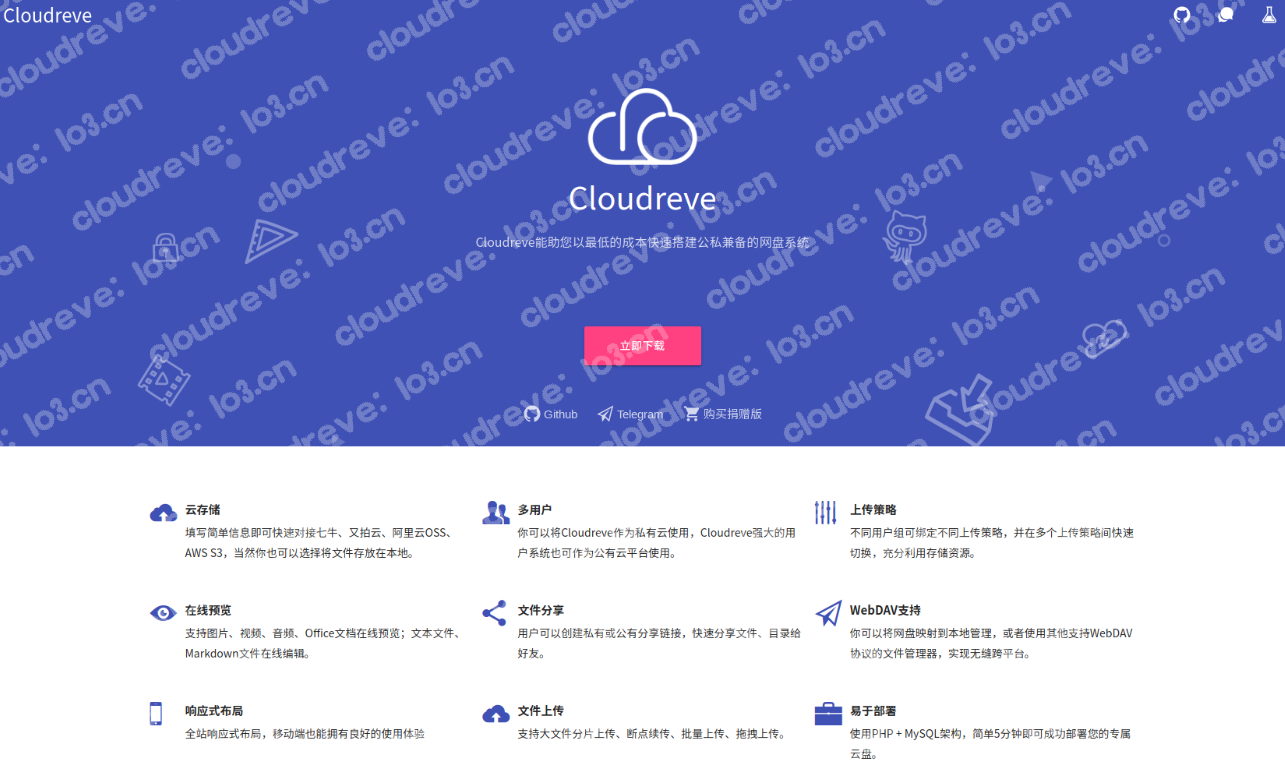 Cloudreve
Cloudreve
Cloudreve能助您以最低的成本快速搭建公私兼备的网盘系统
立即下载
Github Telegram 购买捐赠版
cloudreve: lo3.cn
云存储
填写简单信息即可快速对接七牛、又拍云、阿里云OSS、
AWS S3，当然你也可以选择将文件存放在本地。
多用户
你可以将Cloudreve作为私有云使用，Cloudreve强大的用
户系统也可作为公有云平台使用。
上传策略
不同用户组可绑定不同上传策略，并在多个上传策略间快速
切换，充分利用存储资源。
在线预览
支持图片、视频、音频、Office文档在线预览；文本文件、
Markdown文件在线编辑。
文件分享
用户可以创建私有或公有分享链接，快速分享文件、目录给
好友。
WebDAV支持
你可以将网盘映射到本地管理，或者使用其他支持WebDAV
协议的文件管理器，实现无缝跨平台。
响应式布局
全站响应式布局，移动端也能拥有良好的使用体验
文件上传
支持大文件分片上传、断点续传、批量上传、拖拽上传。
易于部署
使用PHP + MySQL架构，简单5分钟即可成功部署您的专属
云盘。